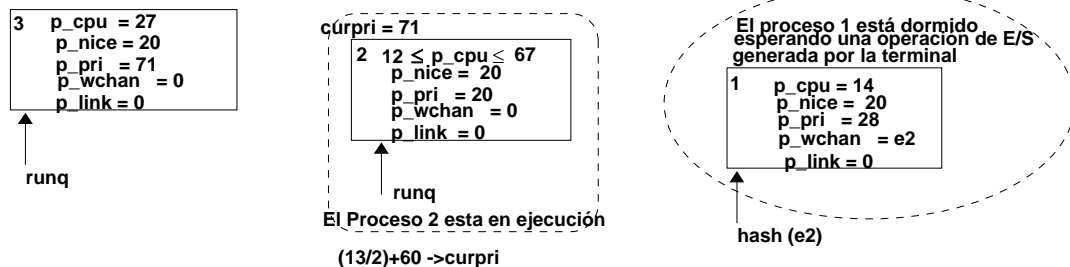 3 p_cpu = 27
p_nice = 20
p_pri = 71
p_wchan = 0
p_link = 0
runq
curpri = 71
2 12 ≤ p_cpu ≤ 67
p_nice = 20
p_pri = 20
p_wchan = 0
p_link = 0
runq
El Proceso 2 esta en ejecución
(13/2)+60 ->curpri
El proceso 1 está dormido
esperando una operación de E/S
generada por la terminal
1 p_cpu = 14
p_nice = 20
p_pri = 28
p_wchan = e2
p_link = 0
hash (e2)